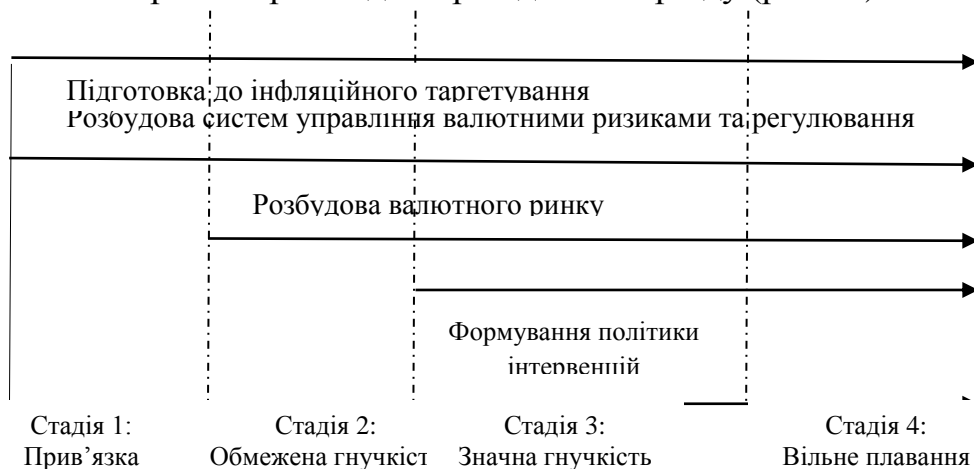 Підготовка до інфляційного таргетування
Розбудова систем управління валютними ризиками та регулювання
Розбудова валютного ринку
Формування політики
інтервенцій
Стадія 1: Стадія 2: Стадія 3: Стадія 4:
Прив’язка Обмежена гнучкіст Значна гнучкість Вільне плавання